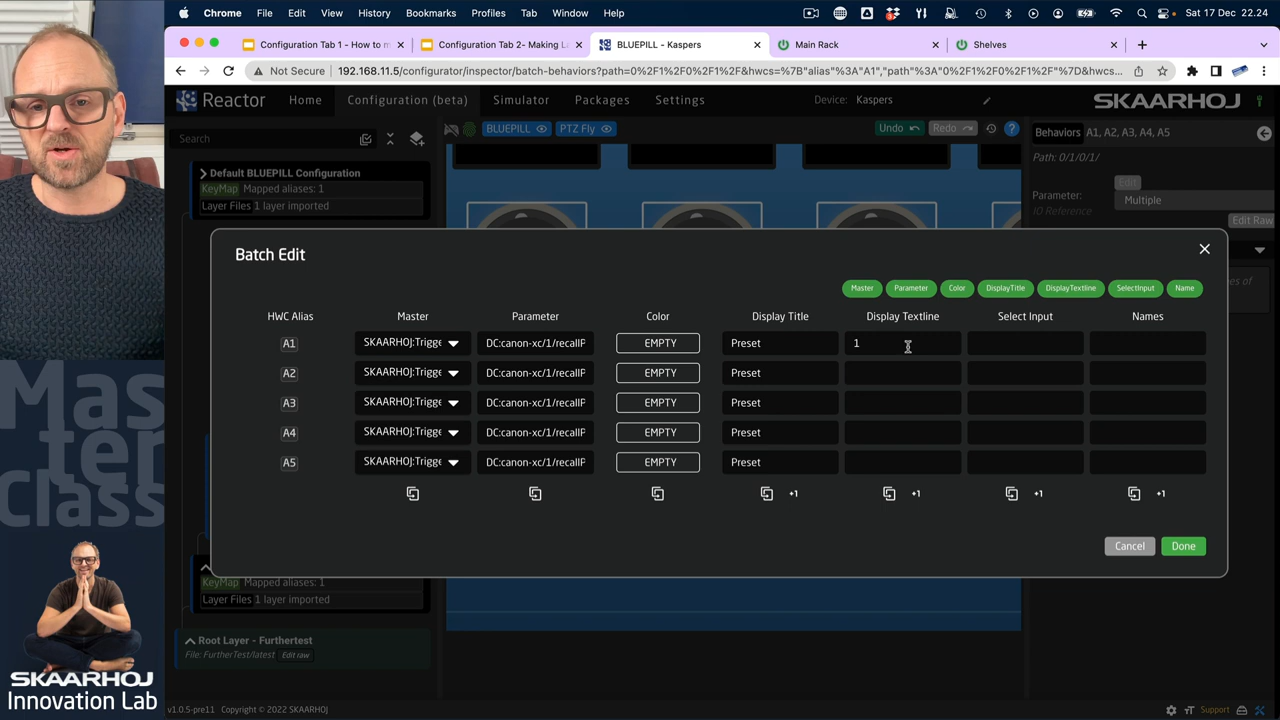 Chrome File Edit View History Bookmarks Profiles Tab Window Help Sat 17 Dec 22.24
Configuration Tab 1 - How to m Configuration Tab 2- Making L BLUEPILL - Kaspers Main Rack Shelves
Not Secure 192.168.11.5/configurator/inspector/batch-behaviors?path=0%2F1%2F0%2F1%2F&hwcs=%7B"alias"%3A"A1"%2C"path"%3A"0%2F1%2F0%2F1%2F"%7D&hwcs...
Reactor Home Configuration (beta) Simulator Packages Settings Device: Kaspers SKAARHOJ
Search BLUEPILL PTZ Fly Undo Redo Behaviors A1, A2, A3, A4, A5
Path: 0/1/0/1/
Default BLUEPILL Configuration
KeyMap Mapped aliases: 1
Layer Files 1 layer imported
Edit
Parameter: Multiple
IO Reference
Edit Raw
Batch Edit
Master Parameter Color DisplayTitle DisplayTextline SelectInput Name
HWC Alias Master Parameter Color Display Title Display Textline Select Input Names
A1 SKAARHOJ:Trigge DC:canon-xc/1/recallP EMPTY Preset 1
A2 SKAARHOJ:Trigge DC:canon-xc/1/recallP EMPTY Preset
A3 SKAARHOJ:Trigge DC:canon-xc/1/recallP EMPTY Preset
A4 SKAARHOJ:Trigge DC:canon-xc/1/recallP EMPTY Preset
A5 SKAARHOJ:Trigge DC:canon-xc/1/recallP EMPTY Preset
+1 +1 +1 +1
Cancel Done
KeyMap Mapped aliases: 1
Layer Files 1 layer imported
Root Layer - Furthertest
File: FurtherTest/latest Edit raw
v1.0.5-pre11 Copyright © 2022 SKAARHOJ Support
Mas
ter
Class
SKAARHOJ
Innovation Lab